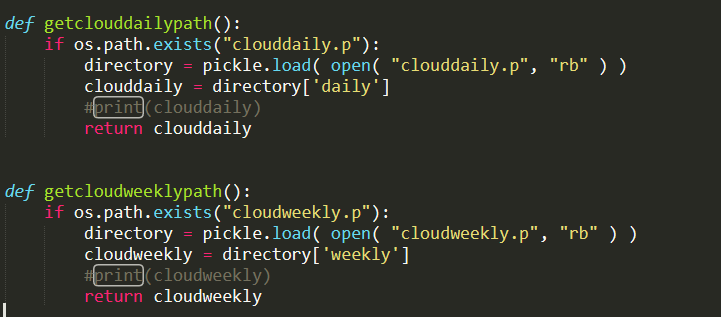 def getclouddailypath():
    if os.path.exists("clouddaily.p"):
        directory = pickle.load( open( "clouddaily.p", "rb" ) )
        clouddaily = directory['daily']
        #print(clouddaily)
        return clouddaily
def getcloudweeklypath():
    if os.path.exists("cloudweekly.p"):
        directory = pickle.load( open( "cloudweekly.p", "rb" ) )
        cloudweekly = directory['weekly']
        #print(cloudweekly)
        return cloudweekly